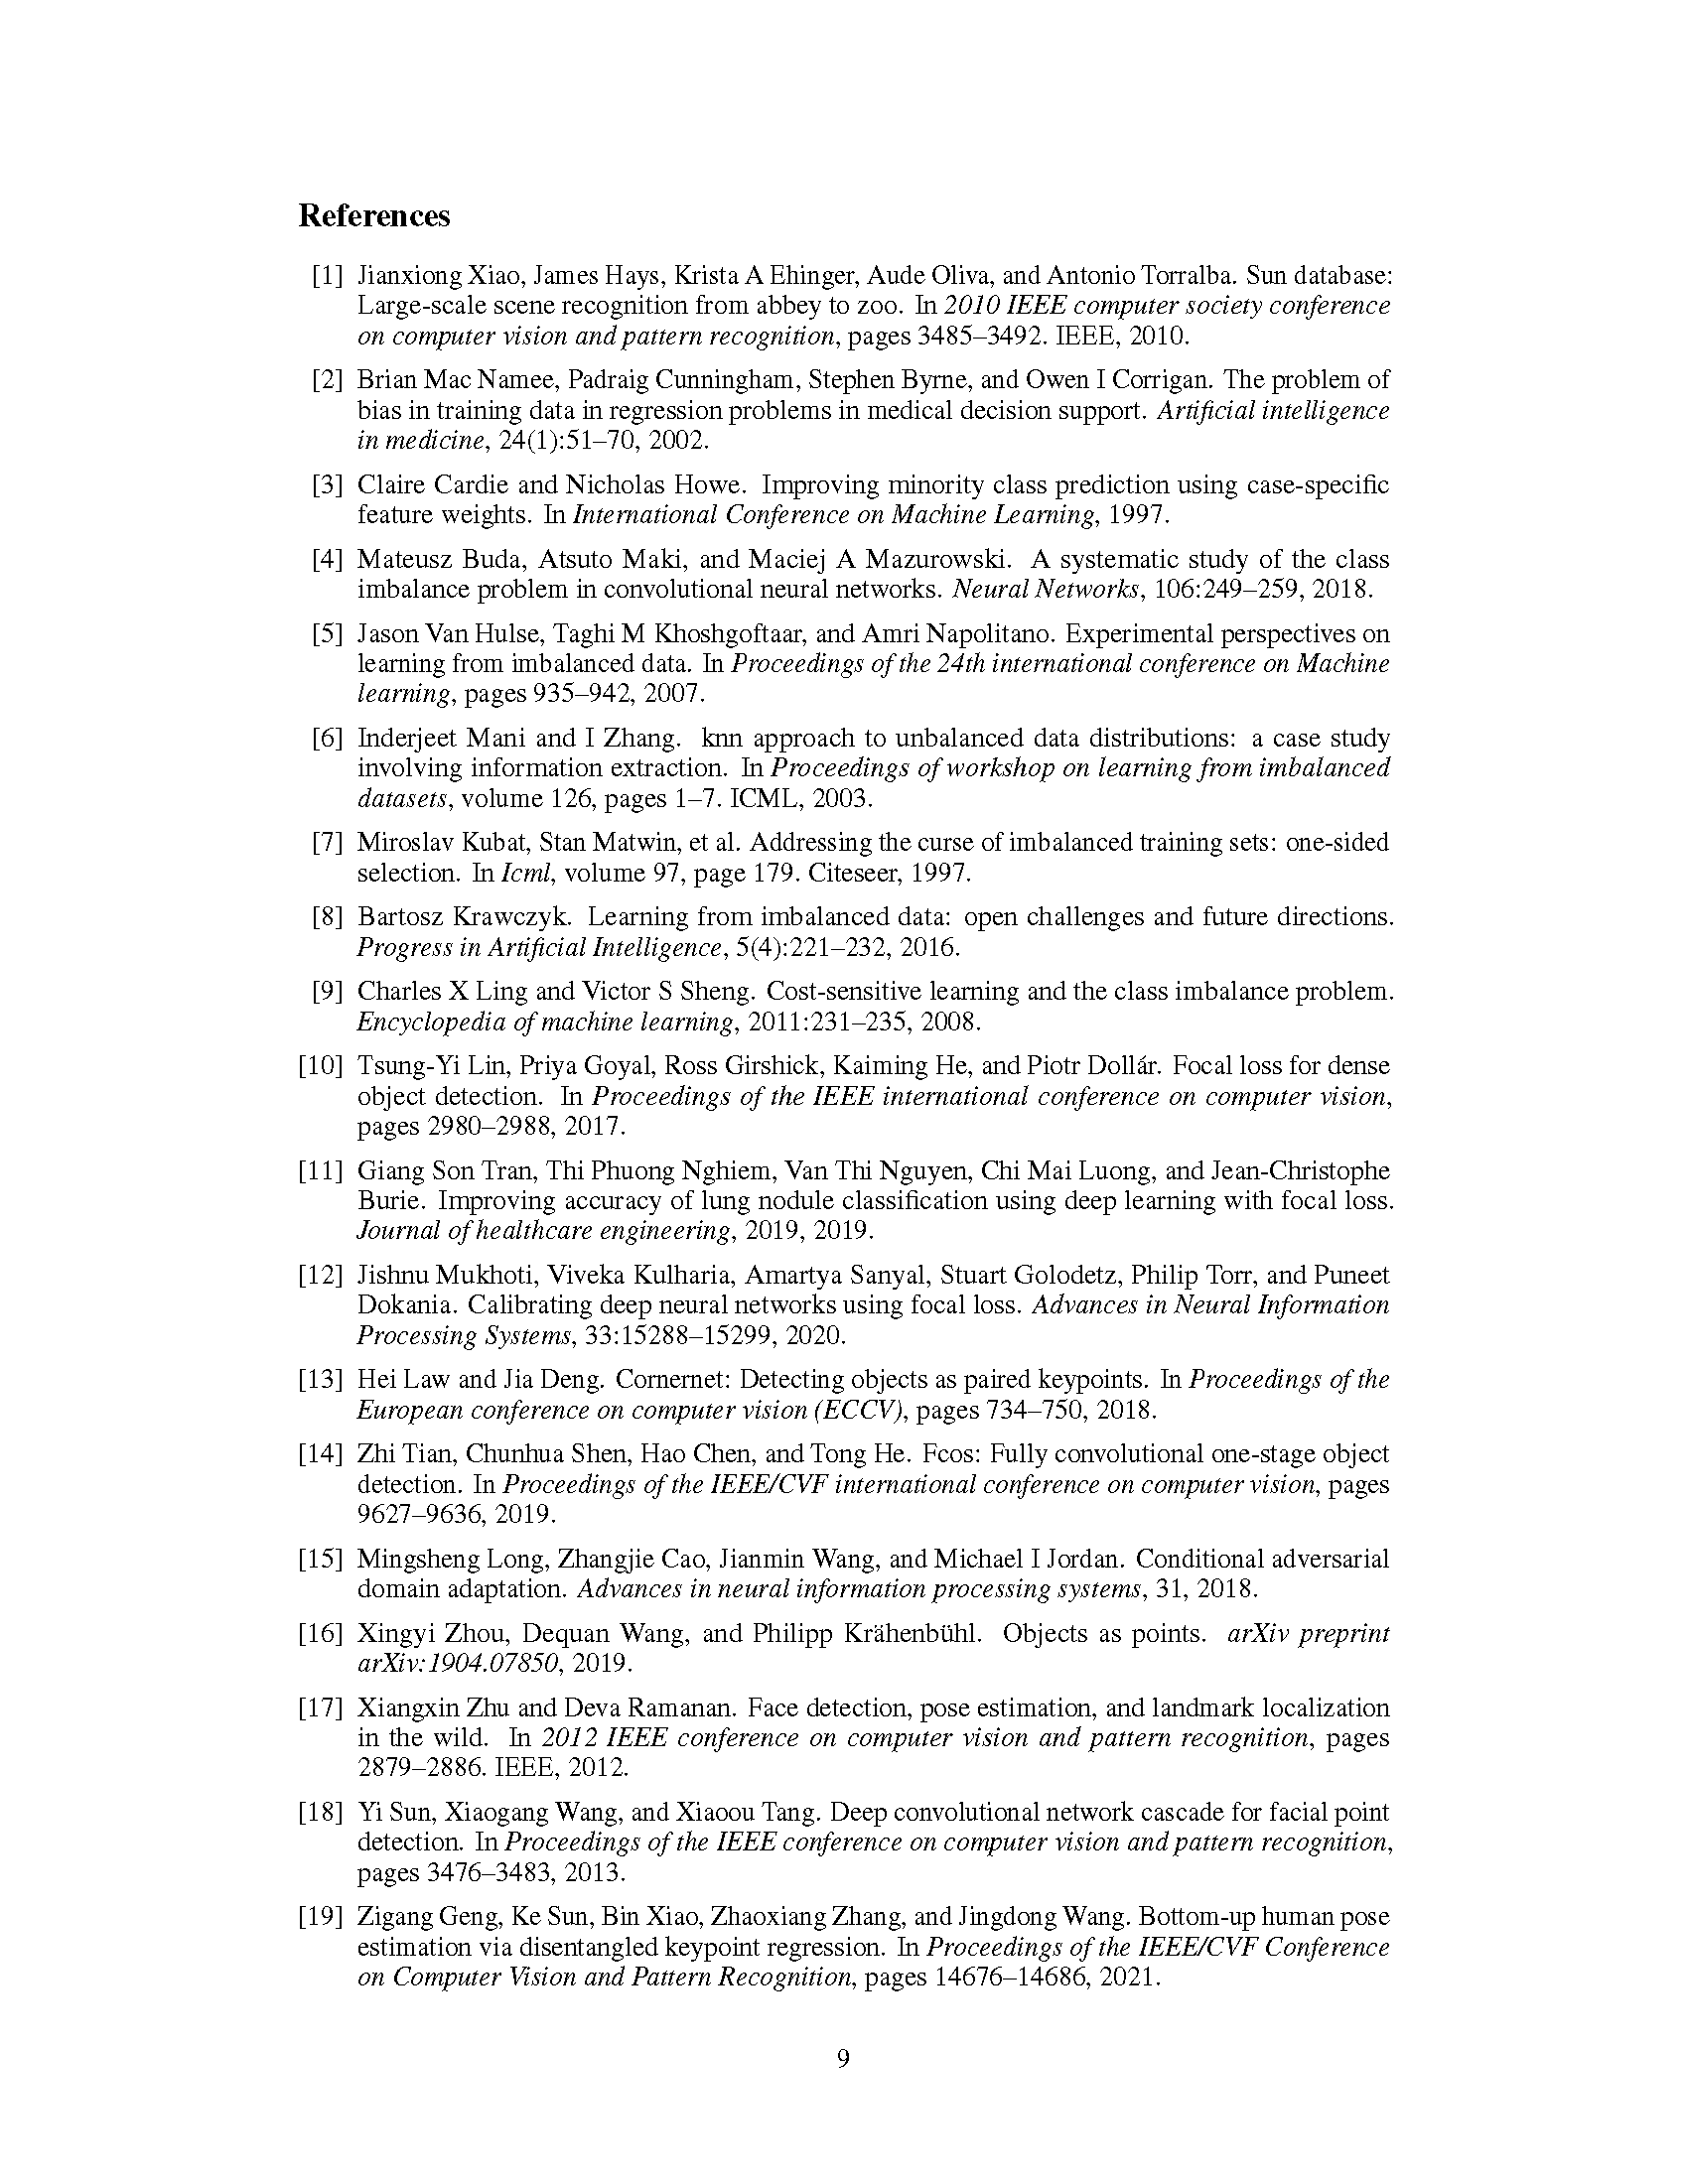 References
[1] Jianxiong Xiao, James Hays, Krista A Ehinger, Aude Oliva, and Antonio Torralba. Sun database:
Large-scale scene recognition from abbey to zoo. In 2010 IEEE computer society conference
on computer vision and pattern recognition, pages 3485–3492. IEEE, 2010.
[2] Brian Mac Namee, Padraig Cunningham, Stephen Byrne, and Owen I Corrigan. The problem of
bias in training data in regression problems in medical decision support. Artificial intelligence
in medicine, 24(1):51–70, 2002.
[3] Claire Cardie and Nicholas Howe. Improving minority class prediction using case-specific
feature weights. In International Conference on Machine Learning, 1997.
[4] Mateusz Buda, Atsuto Maki, and Maciej A Mazurowski. A systematic study of the class
imbalance problem in convolutional neural networks. Neural Networks, 106:249–259, 2018.
[5] Jason Van Hulse, Taghi M Khoshgoftaar, and Amri Napolitano. Experimental perspectives on
learning from imbalanced data. In Proceedings of the 24th international conference on Machine
learning, pages 935–942, 2007.
[6] Inderjeet Mani and I Zhang. knn approach to unbalanced data distributions: a case study
involving information extraction. In Proceedings of workshop on learning from imbalanced
datasets, volume 126, pages 1–7. ICML, 2003.
[7] Miroslav Kubat, Stan Matwin, et al. Addressing the curse of imbalanced training sets: one-sided
selection. In Icml, volume 97, page 179. Citeseer, 1997.
[8] Bartosz Krawczyk. Learning from imbalanced data: open challenges and future directions.
Progress in Artificial Intelligence, 5(4):221–232, 2016.
[9] Charles X Ling and Victor S Sheng. Cost-sensitive learning and the class imbalance problem.
Encyclopedia of machine learning, 2011:231–235, 2008.
[10] Tsung-Yi Lin, Priya Goyal, Ross Girshick, Kaiming He, and Piotr Dollár. Focal loss for dense
object detection. In Proceedings of the IEEE international conference on computer vision,
pages 2980–2988, 2017.
[11] Giang Son Tran, Thi Phuong Nghiem, Van Thi Nguyen, Chi Mai Luong, and Jean-Christophe
Burie. Improving accuracy of lung nodule classification using deep learning with focal loss.
Journal of healthcare engineering, 2019, 2019.
[12] Jishnu Mukhoti, Viveka Kulharia, Amartya Sanyal, Stuart Golodetz, Philip Torr, and Puneet
Dokania. Calibrating deep neural networks using focal loss. Advances in Neural Information
Processing Systems, 33:15288–15299, 2020.
[13] Hei Law and Jia Deng. Cornernet: Detecting objects as paired keypoints. In Proceedings of the
European conference on computer vision (ECCV), pages 734–750, 2018.
[14] Zhi Tian, Chunhua Shen, Hao Chen, and Tong He. Fcos: Fully convolutional one-stage object
detection. In Proceedings of the IEEE/CVF international conference on computer vision, pages
9627–9636, 2019.
[15] Mingsheng Long, Zhangjie Cao, Jianmin Wang, and Michael I Jordan. Conditional adversarial
domain adaptation. Advances in neural information processing systems, 31, 2018.
[16] Xingyi Zhou, Dequan Wang, and Philipp Krähenbühl. Objects as points. arXiv preprint
arXiv:1904.07850, 2019.
[17] Xiangxin Zhu and Deva Ramanan. Face detection, pose estimation, and landmark localization
in the wild. In 2012 IEEE conference on computer vision and pattern recognition, pages
2879–2886. IEEE, 2012.
[18] Yi Sun, Xiaogang Wang, and Xiaoou Tang. Deep convolutional network cascade for facial point
detection. In Proceedings of the IEEE conference on computer vision and pattern recognition,
pages 3476–3483, 2013.
[19] Zigang Geng, Ke Sun, Bin Xiao, Zhaoxiang Zhang, and Jingdong Wang. Bottom-up human pose
estimation via disentangled keypoint regression. In Proceedings of the IEEE/CVF Conference
on Computer Vision and Pattern Recognition, pages 14676–14686, 2021.
9